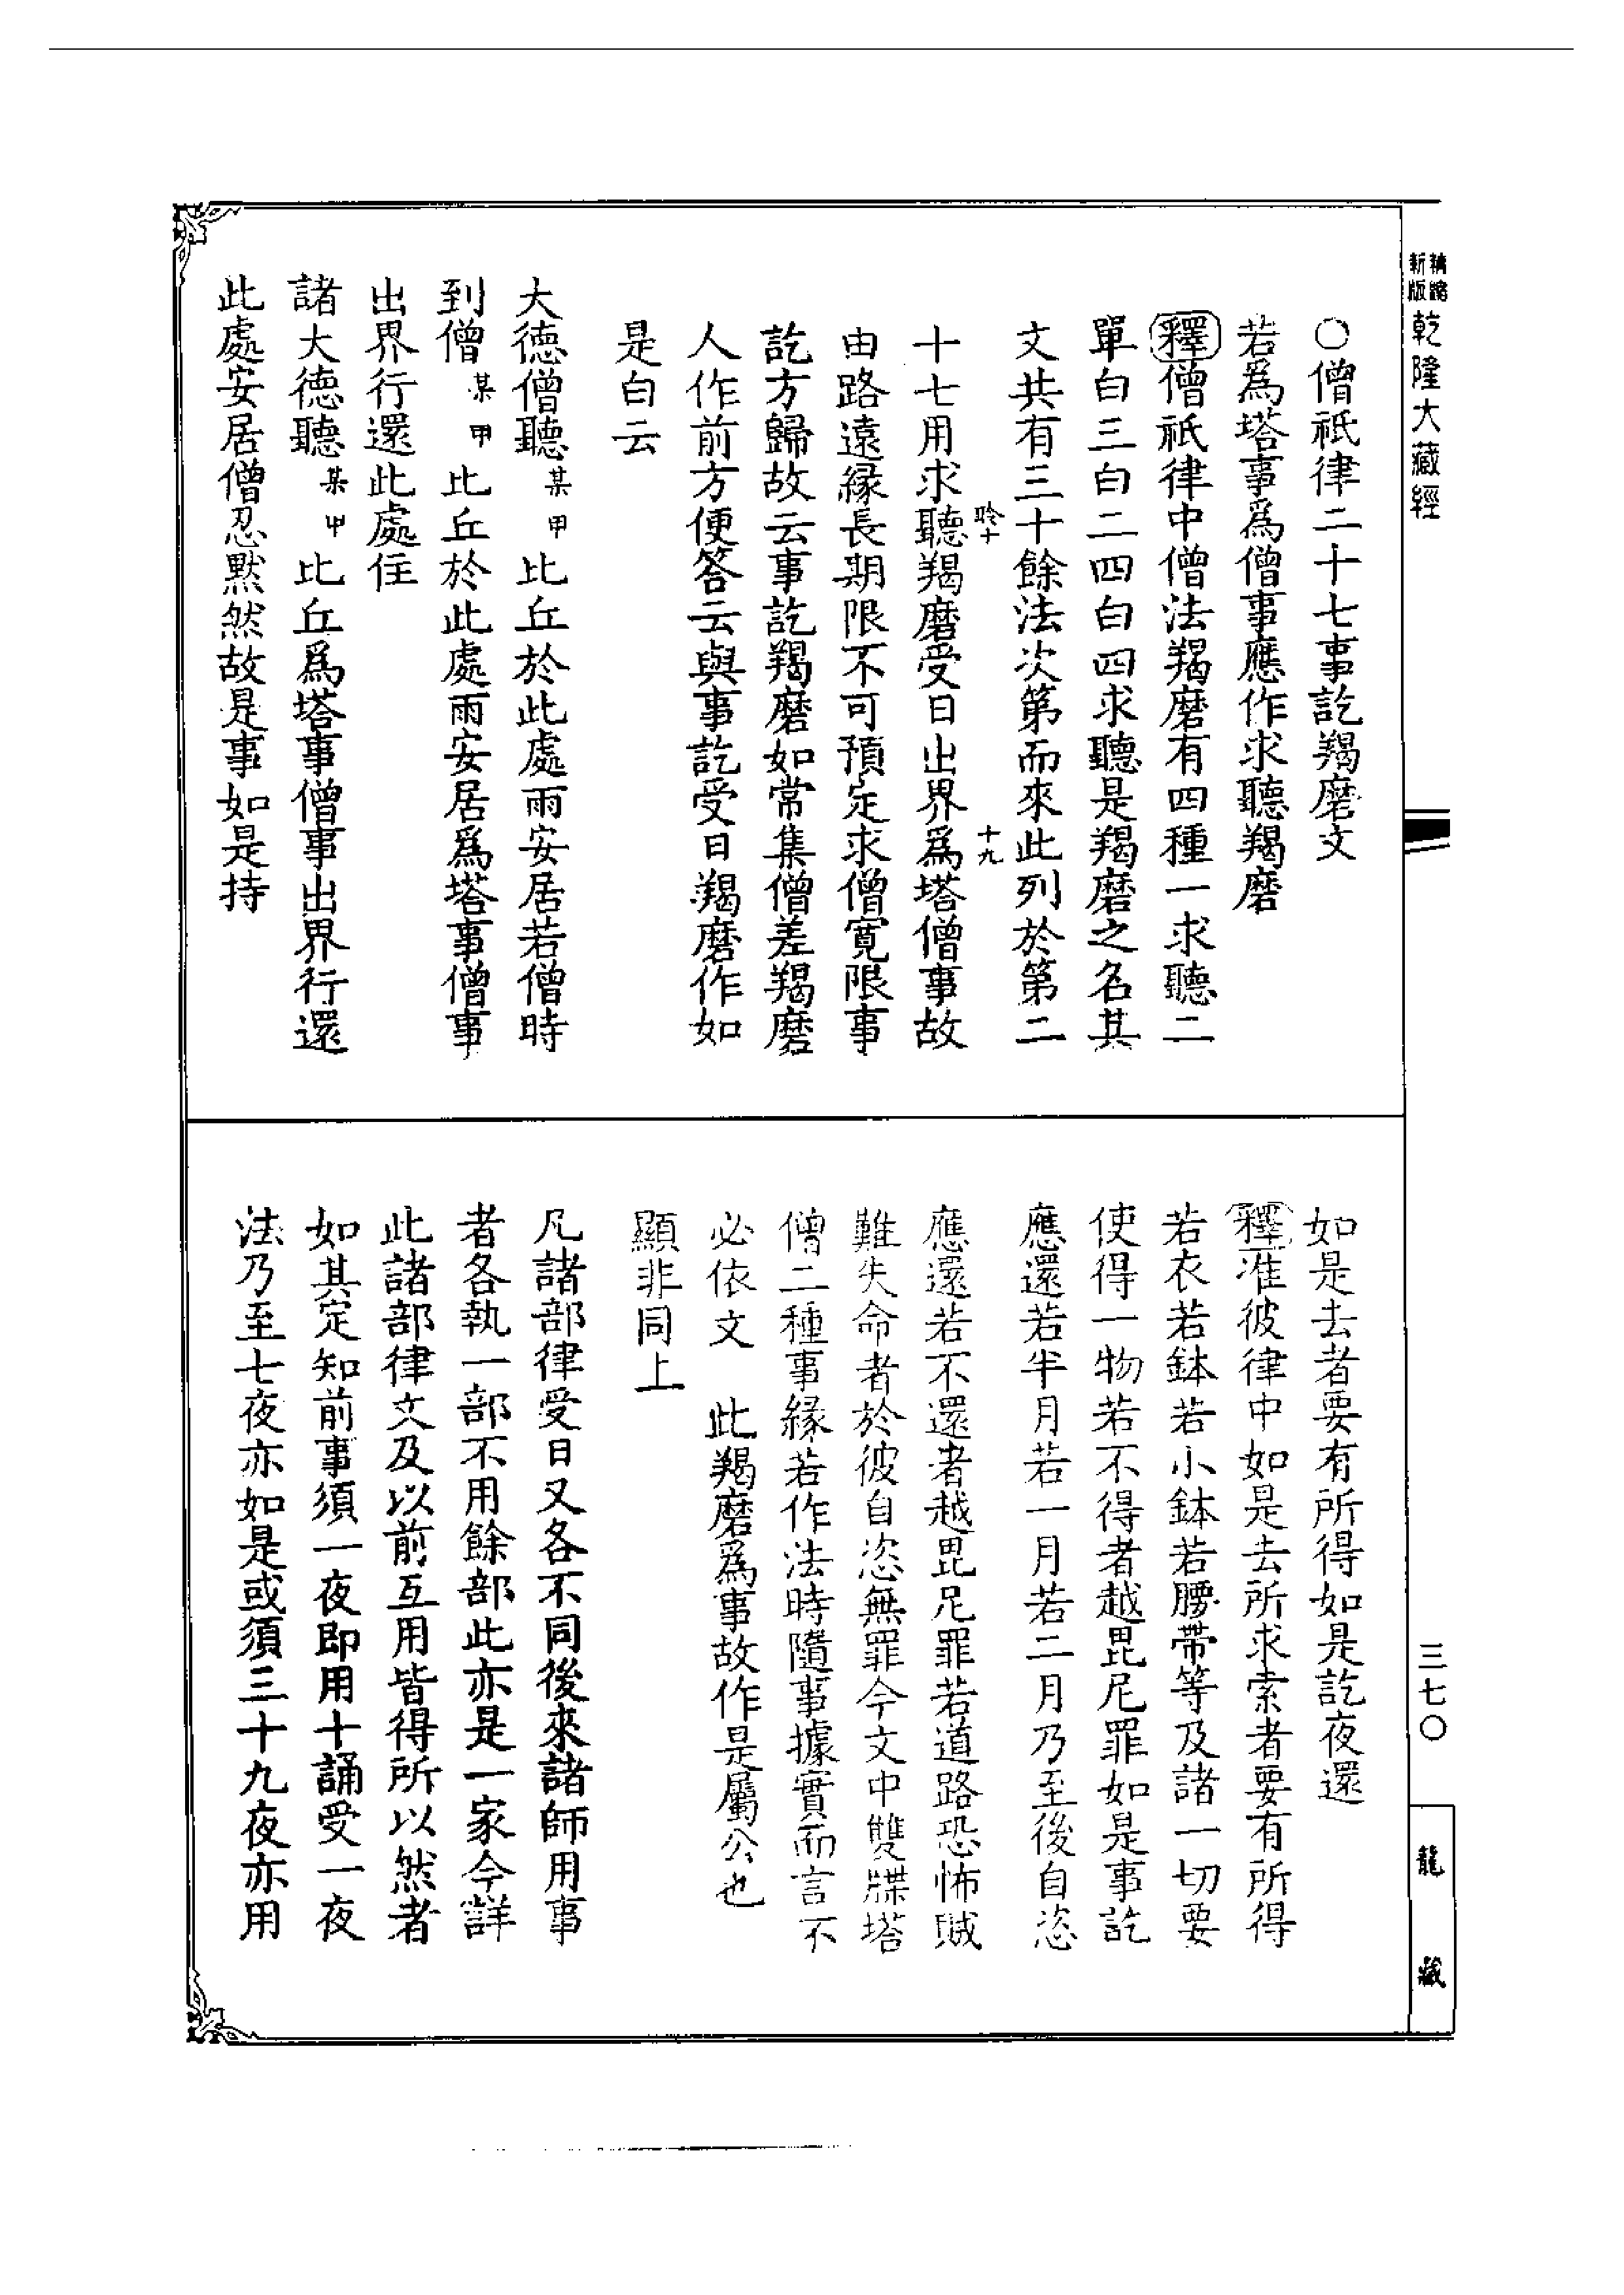 新版
精縮
乾隆大藏經
〇僧祇律二十七事訖羯磨文
若爲塔事爲僧事應作求聽羯磨
釋僧祇律中僧法羯磨有四種一求聽二
單白三白二四白四求聽是羯磨之名其
文共有三十餘法次第而來此列於第二
聆十
十九
十七用求聽羯磨受日出界爲塔僧事故
由路遠緣長期限不可預定求僧寬限事
訖方歸故云事訖羯磨如常集僧差羯磨
人作前方便答云與事訖受日羯磨作如
是白云
大德僧聽某甲比丘於此處雨安居若僧時
到僧某甲比丘於此處雨安居爲塔事僧事
出界行還此處住
諸大德聽某甲比丘爲塔事僧事出界行還
此處安居僧忍默然故是事如是持
如是去者要有所得如是訖夜還
釋准彼律中如是去所求索者要有所得
若衣若鉢若小鉢若腰帶等及諸一切要
使得一物若不得者越毘尼罪如是事訖
應還若半月若一月若二月乃至後自恣
應還若不還者越毘尼罪若道路恐怖賊
難失命者於彼自恣無罪今文中雙牒塔
僧二種事緣若作法時隨事據實而言不
必依文　此羯磨爲事故作是屬公也
顯非同上
凡諸部律受日又各不同後來諸師用事
者各執一部不用餘部此亦是一家今詳
此諸部律文及以前互用皆得所以然者
如其定知前事須一夜即用十誦受一夜
法乃至七夜亦如是或須三十九夜亦用
三七〇
龍藏